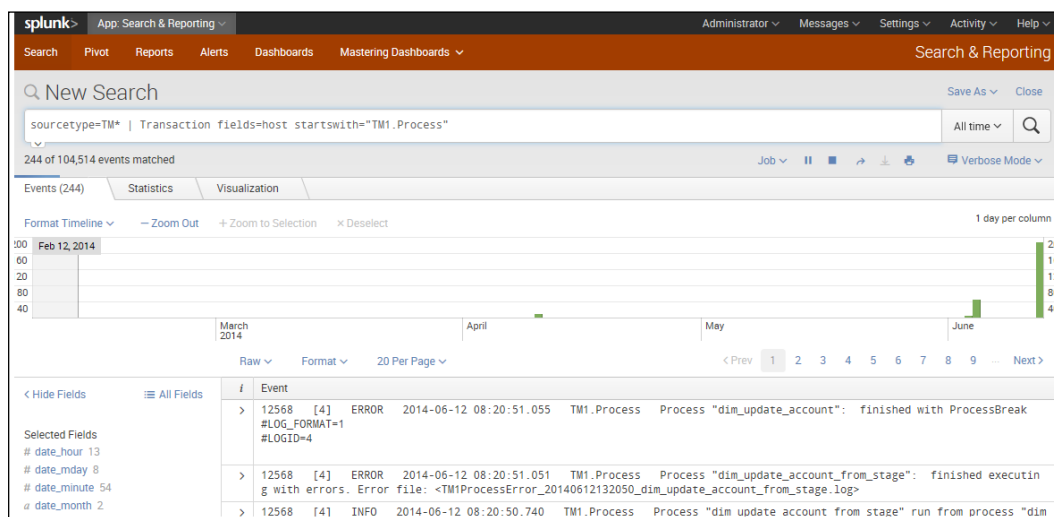 splunk> App: Search & Reporting Administrator Messages Settings Activity Help
Search Pivot Reports Alerts Dashboards Mastering Dashboards Search & Reporting
New Search Save As Close
sourcetype=TM* | Transaction fields=host startswith="TM1.Process" All time
244 of 104,514 events matched Job Verbose Mode
Events (244) Statistics Visualization
Format Timeline — Zoom Out + Zoom to Selection × Deselect 1 day per column
Feb 12, 2014
60
20
80
40
March April May June
2014
Raw Format 20 Per Page < Prev 1 2 3 4 5 6 7 8 9 ... Next >
< Hide Fields All Fields i Event
> 12568 [4] ERROR 2014-06-12 08:20:51.055 TM1.Process Process "dim_update_account": finished with ProcessBreak
#LOG_FORMAT=1
#LOGID=4
Selected Fields
# date_hour 13
# date_mday 8
# date_minute 54
a date_month 2
> 12568 [4] ERROR 2014-06-12 08:20:51.051 TM1.Process Process "dim_update_account_from_stage": finished executin
g with errors. Error file: <TM1ProcessError_20140612132050_dim_update_account_from_stage.log>
> 12568 [4] INFO 2014-06-12 08:20:50.740 TM1.Process Process "dim update account from stage" run from process "dim